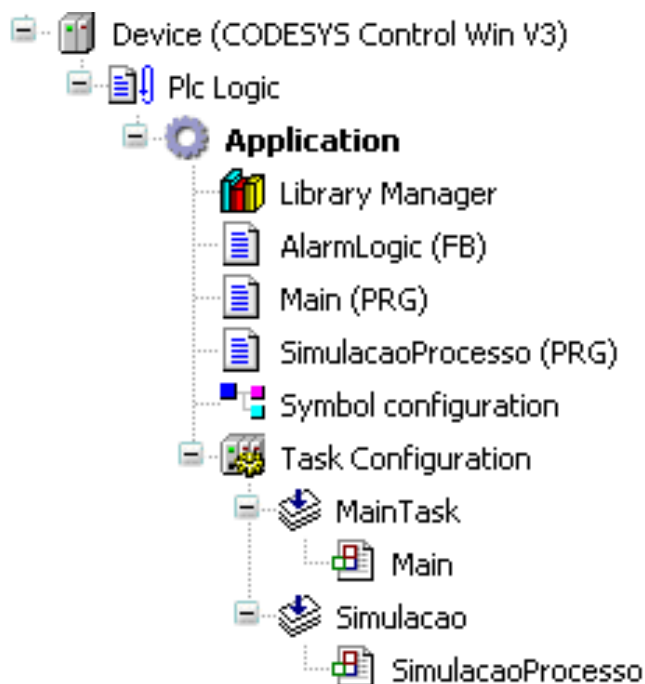 Device (CODESYS Control Win V3)
Plc Logic
Application
Library Manager
AlarmLogic (FB)
Main (PRG)
SimulacaoProcesso (PRG)
Symbol configuration
Task Configuration
MainTask
Main
Simulacao
SimulacaoProcesso